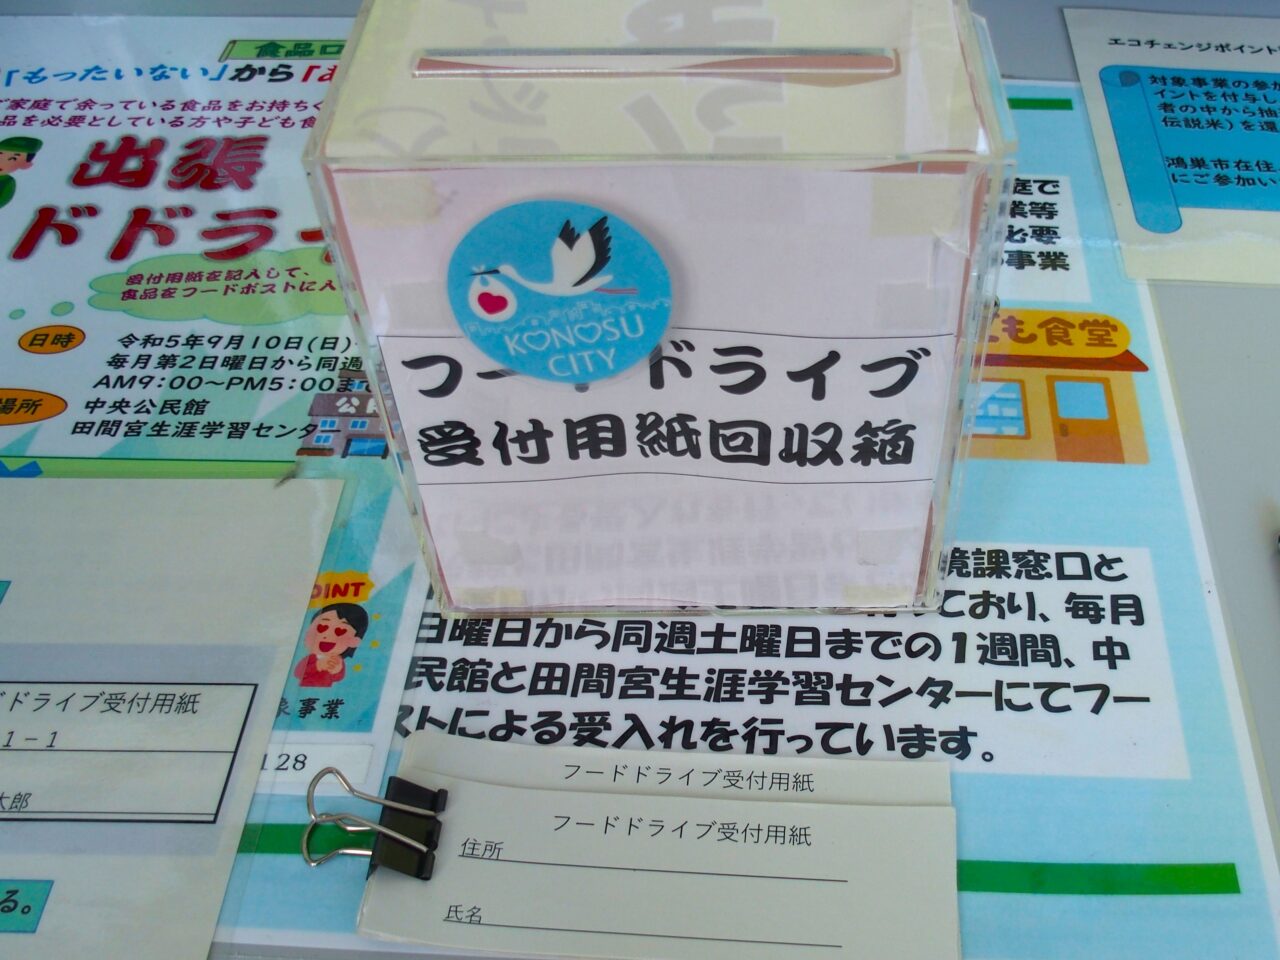 食品ロ
「もったいない」から「あ
ご家庭で余っている食品をお持ちく
品を必要としている方や子ども食
出張
ドドライ
受付用紙を記入して、
食品をフードポストに入
日時
令和5年9月10日(日)
毎月第2日曜日から同週
AM9:00～PM5:00まで
場所
中央公民館
田間宮生涯学習センター
公民
KONOSU
CITY
フードドライブ
受付用紙回収箱
エコチェンジポイント
対象事業の参加
イントを付与し
者の中から抽
伝説米)を還
鴻巣市在住
にご参加い
庭で
業等
必要
事業
ども食堂
境課窓口と
行っており、毎月
日曜日から同週土曜日までの1週間、中
民館と田間宮生涯学習センターにてフー
ストによる受入れを行っています。
OINT
象事業
128
ドドライブ受付用紙
1-1
太郎
る。
フードドライブ受付用紙
フードドライブ受付用紙
住所
氏名